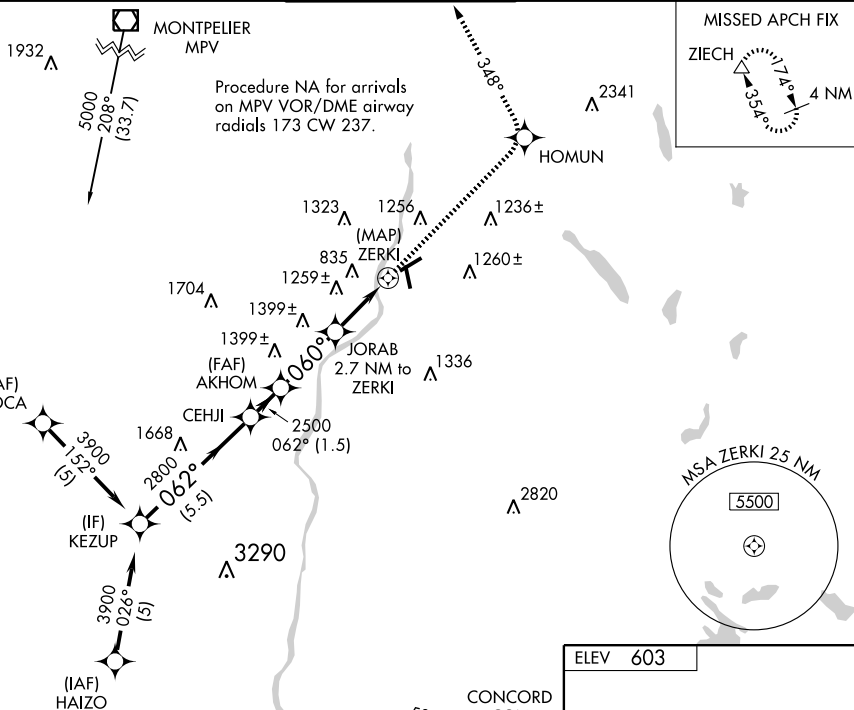 MONTPELIER
MPV
1932
5000
208°
(33.7)
Procedure NA for arrivals
on MPV VOR/DME airway
radials 173 CW 237.
348°
2341
HOMUN
MISSED APCH FIX
ZIECH
174°
354°
4 NM
1323
1256
1236±
(MAP)
ZERKI
835
1259±
1260±
1704
1399±
1399±
060°
JORAB
2.7 NM to
ZERKI
1336
(FAF)
AKHOM
CEHJI
2500
062° (1.5)
3900
152°
(5)
1668
2800
062°
(5.5)
(IF)
KEZUP
3290
2820
MSA ZERKI 25 NM
5500
3900
026°
(5)
(IAF)
HAIZO
ELEV 603
CONCORD